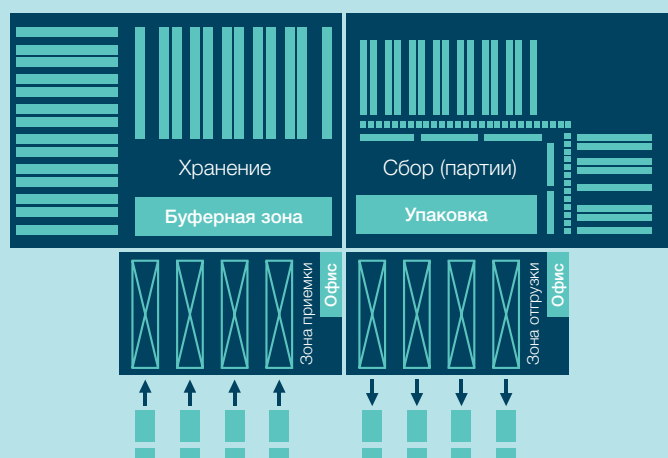 Хранение
Сбор (партии)
Буферная зона
Упаковка
Зона приемки
Офис
Зона отгрузки
Офис